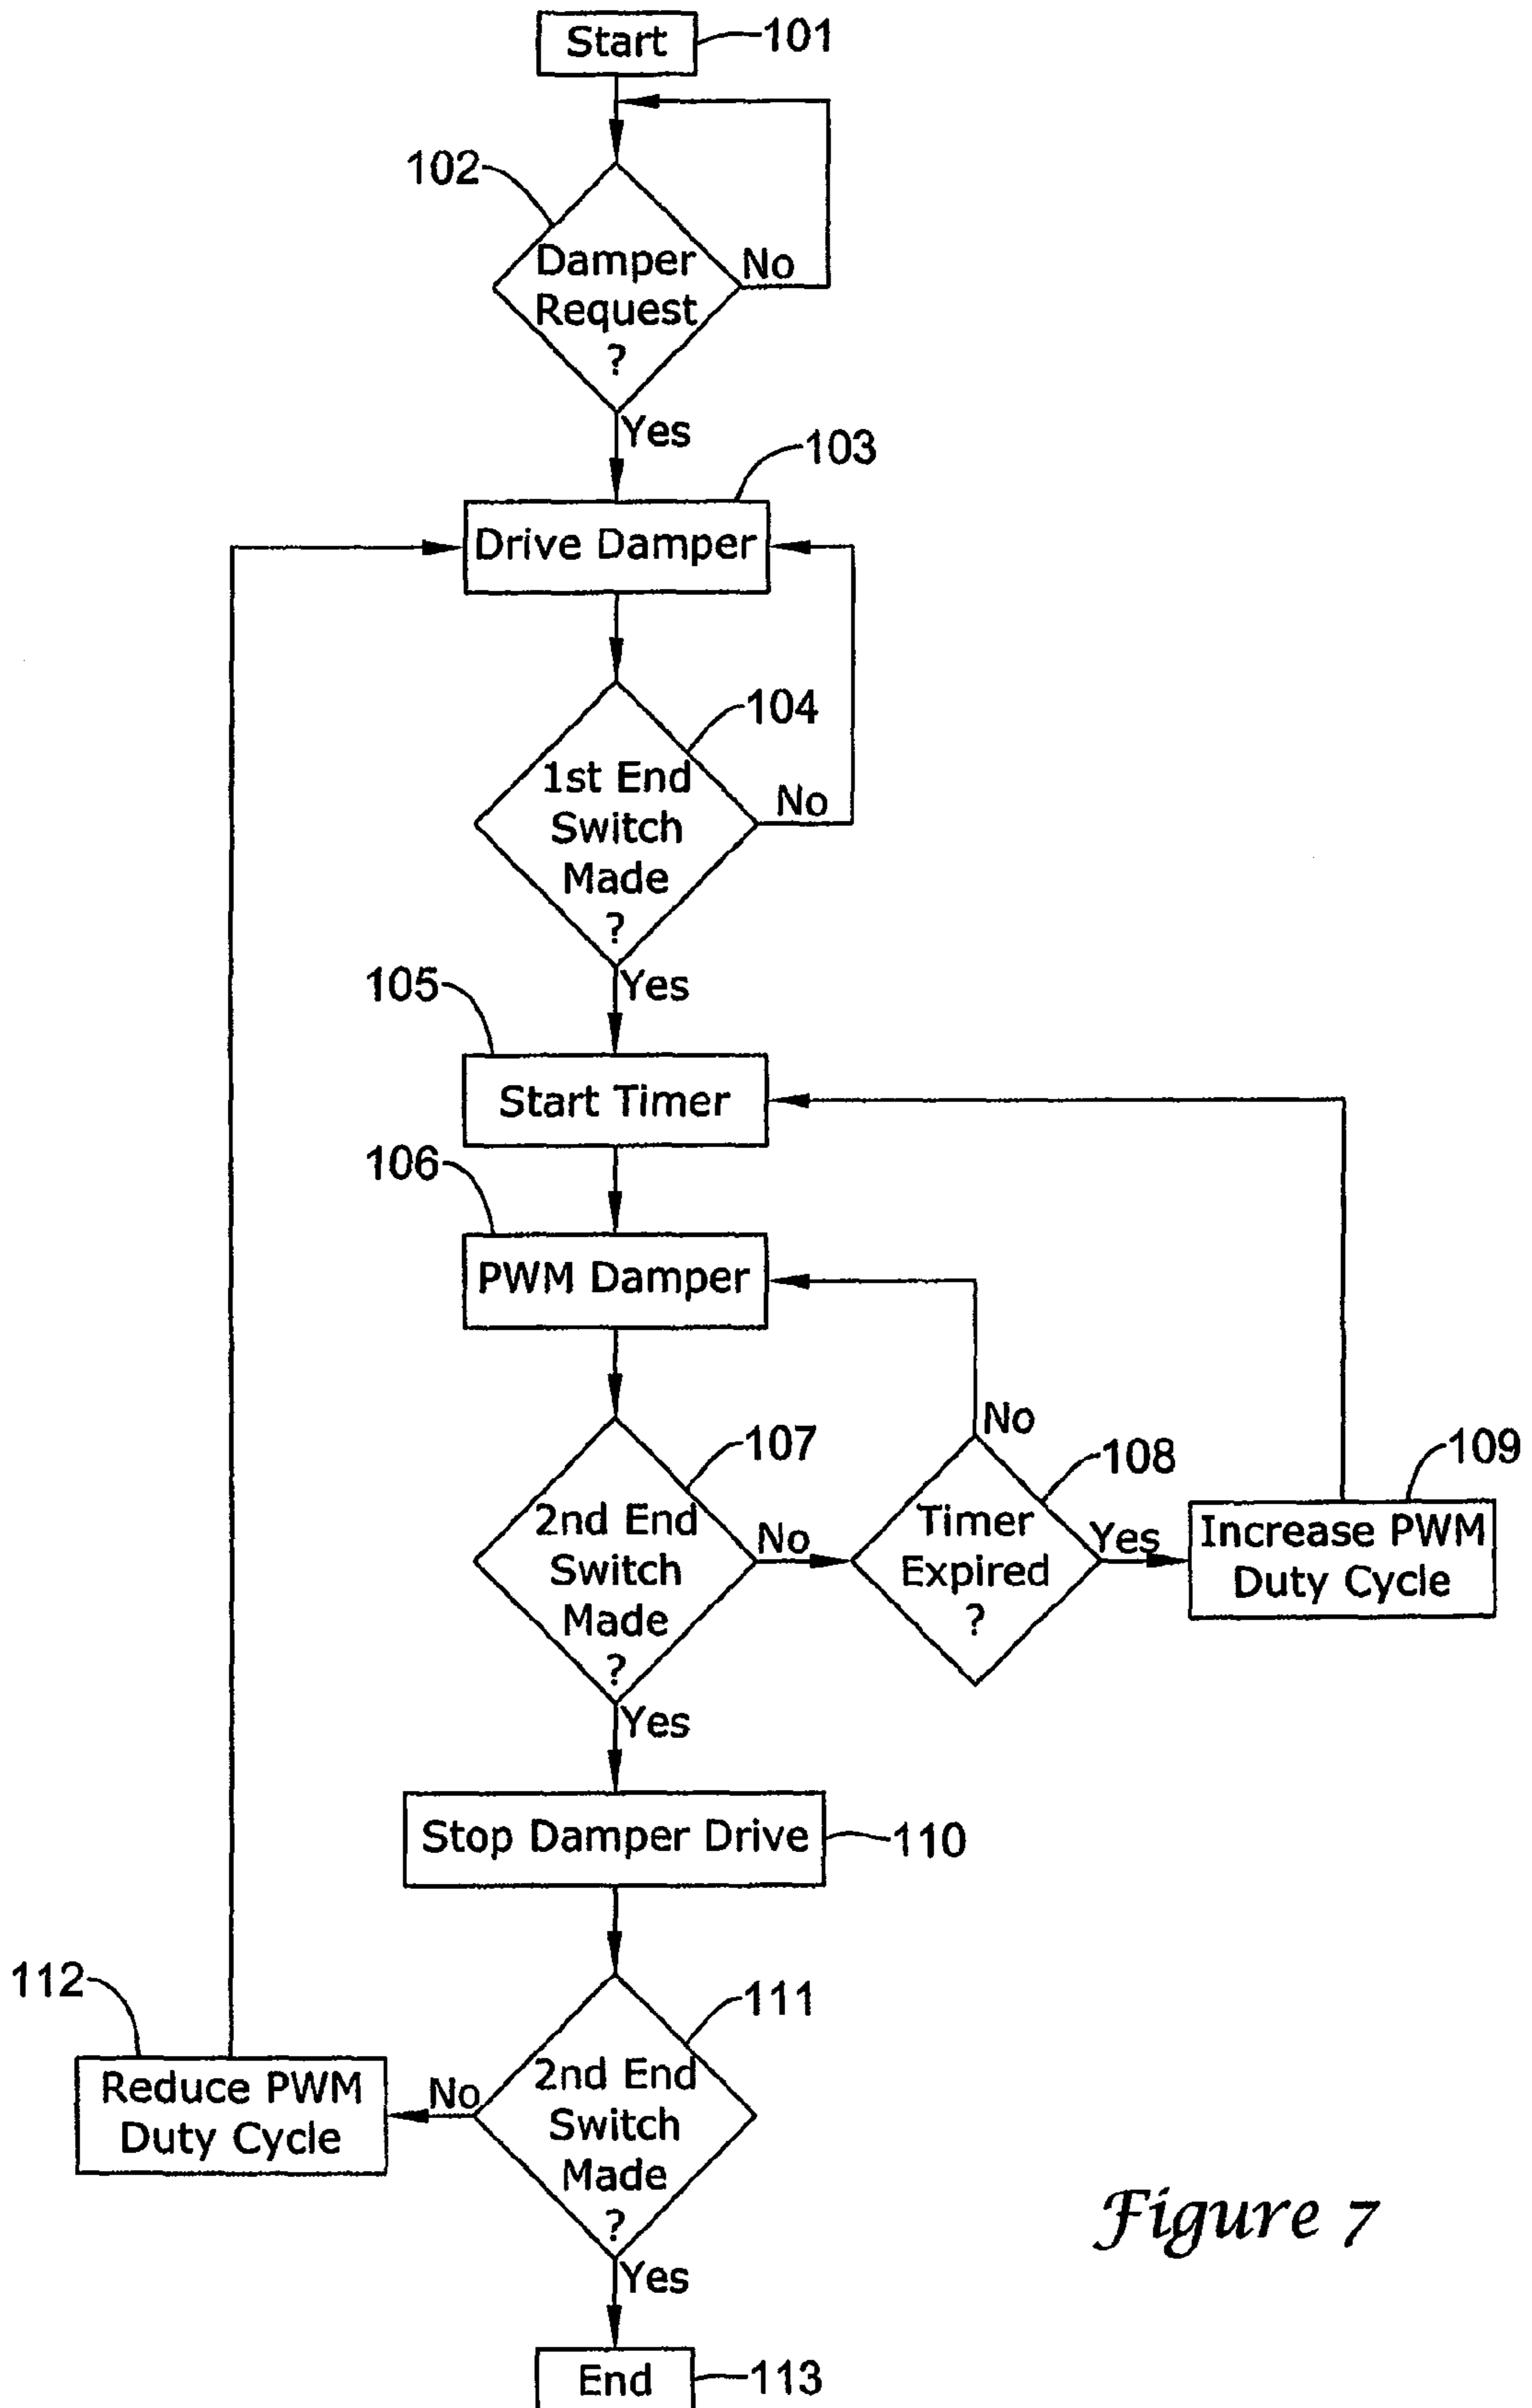 Start
101
102
Damper
Request
?
No
Yes
103
Drive Damper
104
1st End
Switch
Made
?
No
Yes
105
Start Timer
106
PWM Damper
107
2nd End
Switch
Made
?
No
Yes
108
Timer
Expired
?
No
Yes
109
Increase PWM
Duty Cycle
Stop Damper Drive
110
111
2nd End
Switch
Made
?
No
Yes
112
Reduce PWM
Duty Cycle
End
113
Figure 7